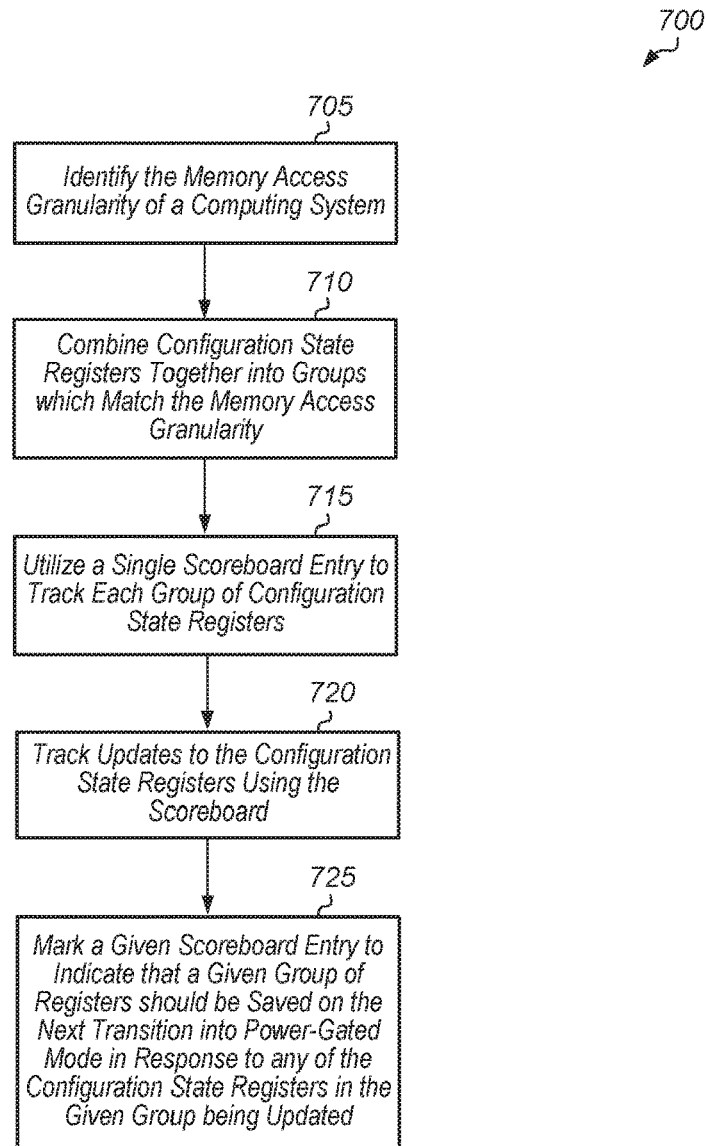 700
705
Identify the Memory Access
Granularity of a Computing System
710
Combine Configuration State
Registers Together into Groups
which Match the Memory Access
Granularity
715
Utilize a Single Scoreboard Entry to
Track Each Group of Configuration
State Registers
720
Track Updates to the Configuration
State Registers Using the
Scoreboard
725
Mark a Given Scoreboard Entry to
Indicate that a Given Group of
Registers should be Saved on the
Next Transition into Power-Gated
Mode in Response to any of the
Configuration State Registers in the
Given Group being Updated